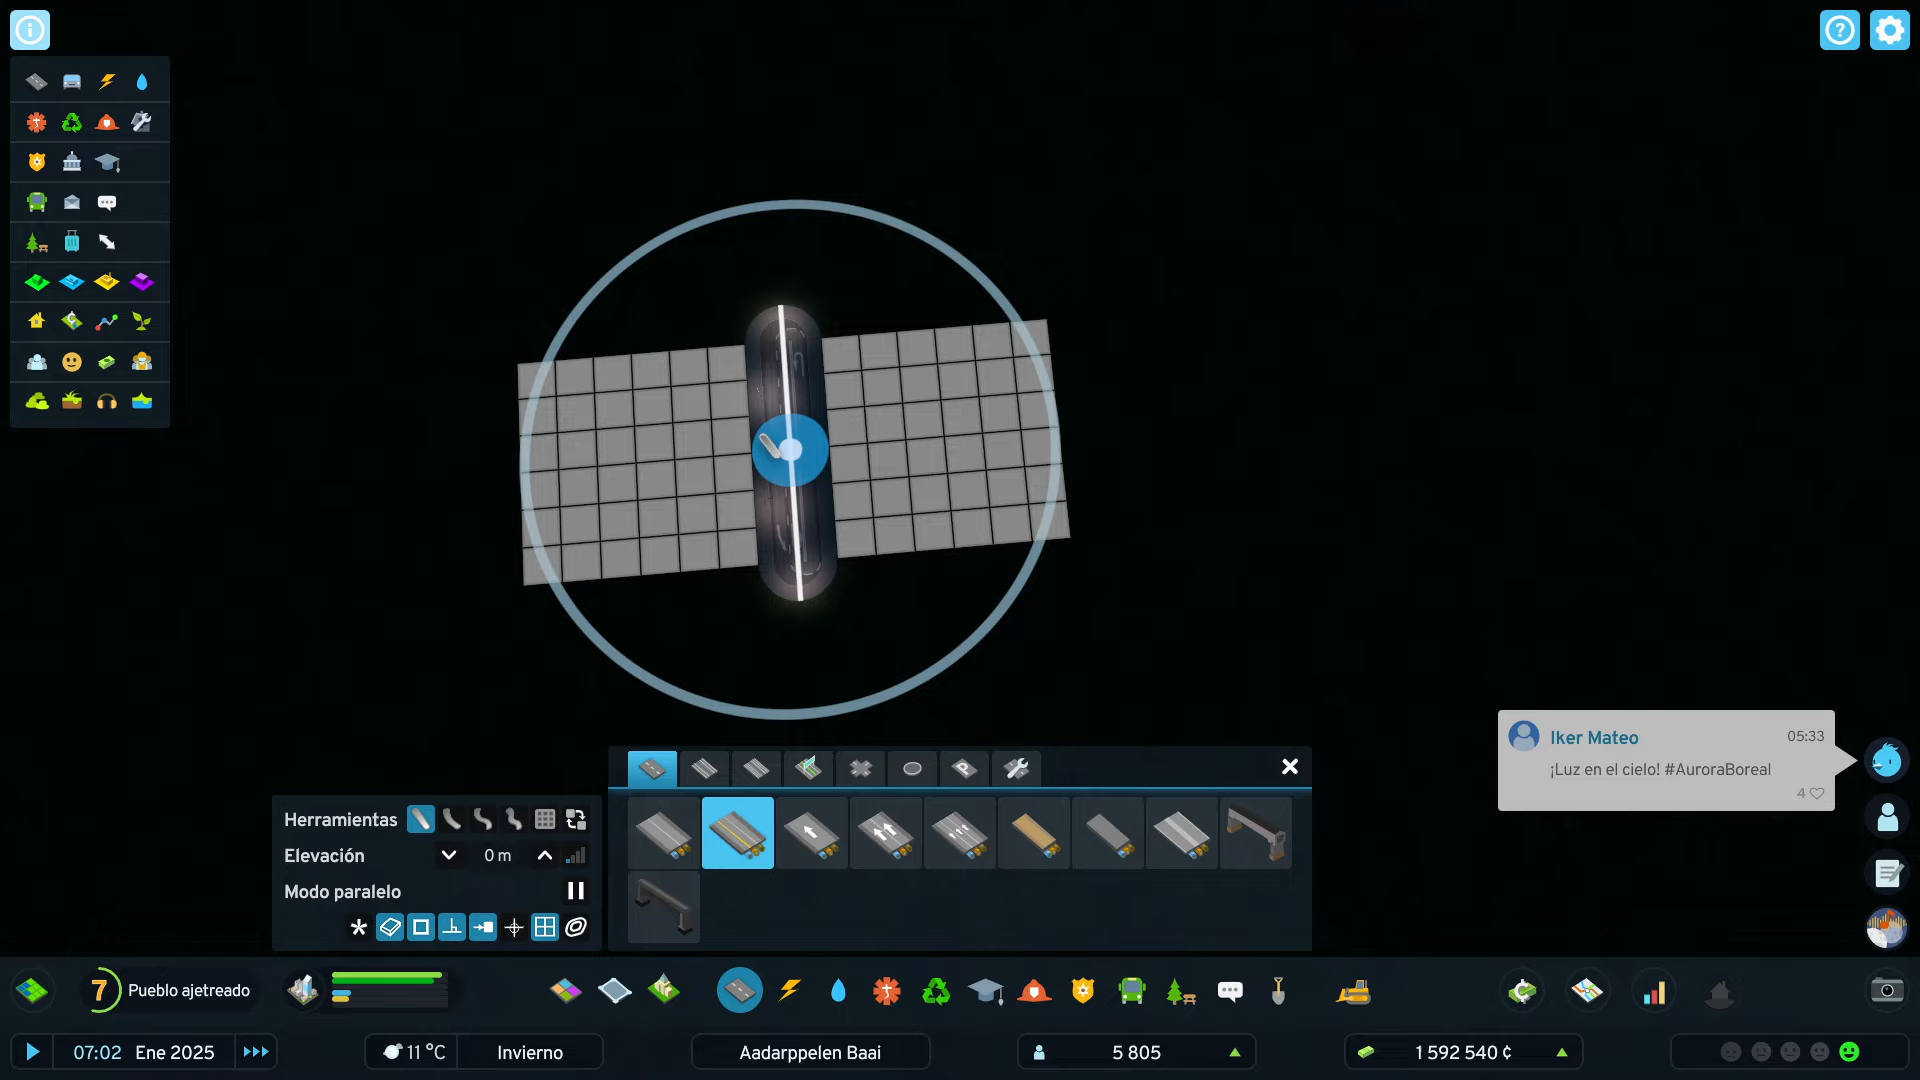 Iker Mateo
05:33
¡Luz en el cielo! #AuroraBoreal
4
Herramientas
Elevación
0 m
Modo paralelo
7
Pueblo ajetreado
07:02
Ene 2025
11 °C
Invierno
Aadarppelen Baai
5 805
1 592 540 ¢